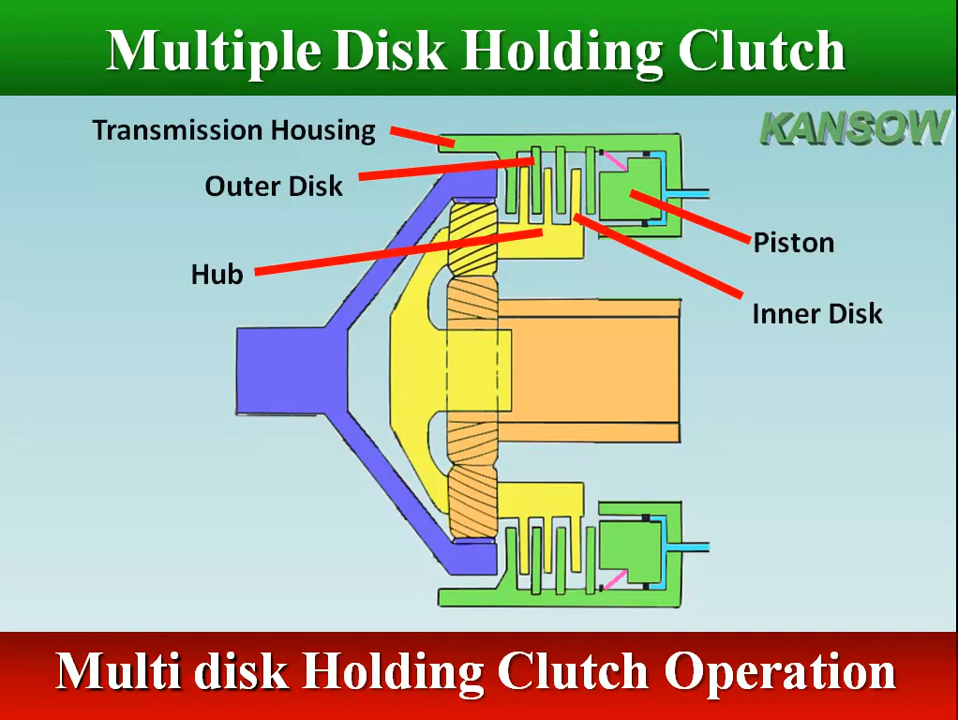 Multiple Disk Holding Clutch
KANSOW
Transmission Housing
Outer Disk
Hub
Piston
Inner Disk
Multi disk Holding Clutch Operation